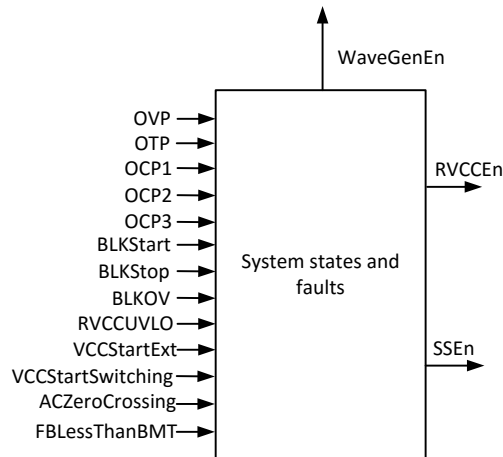 WaveGenEn
OVP
OTP
OCP1
OCP2
OCP3
BLKStart
BLKStop
BLKOV
RVCCUVLO
VCCStartExt
VCCStartSwitching
ACZeroCrossing
FBLessThanBMT
System states and
faults
RVCCEn
SSEn